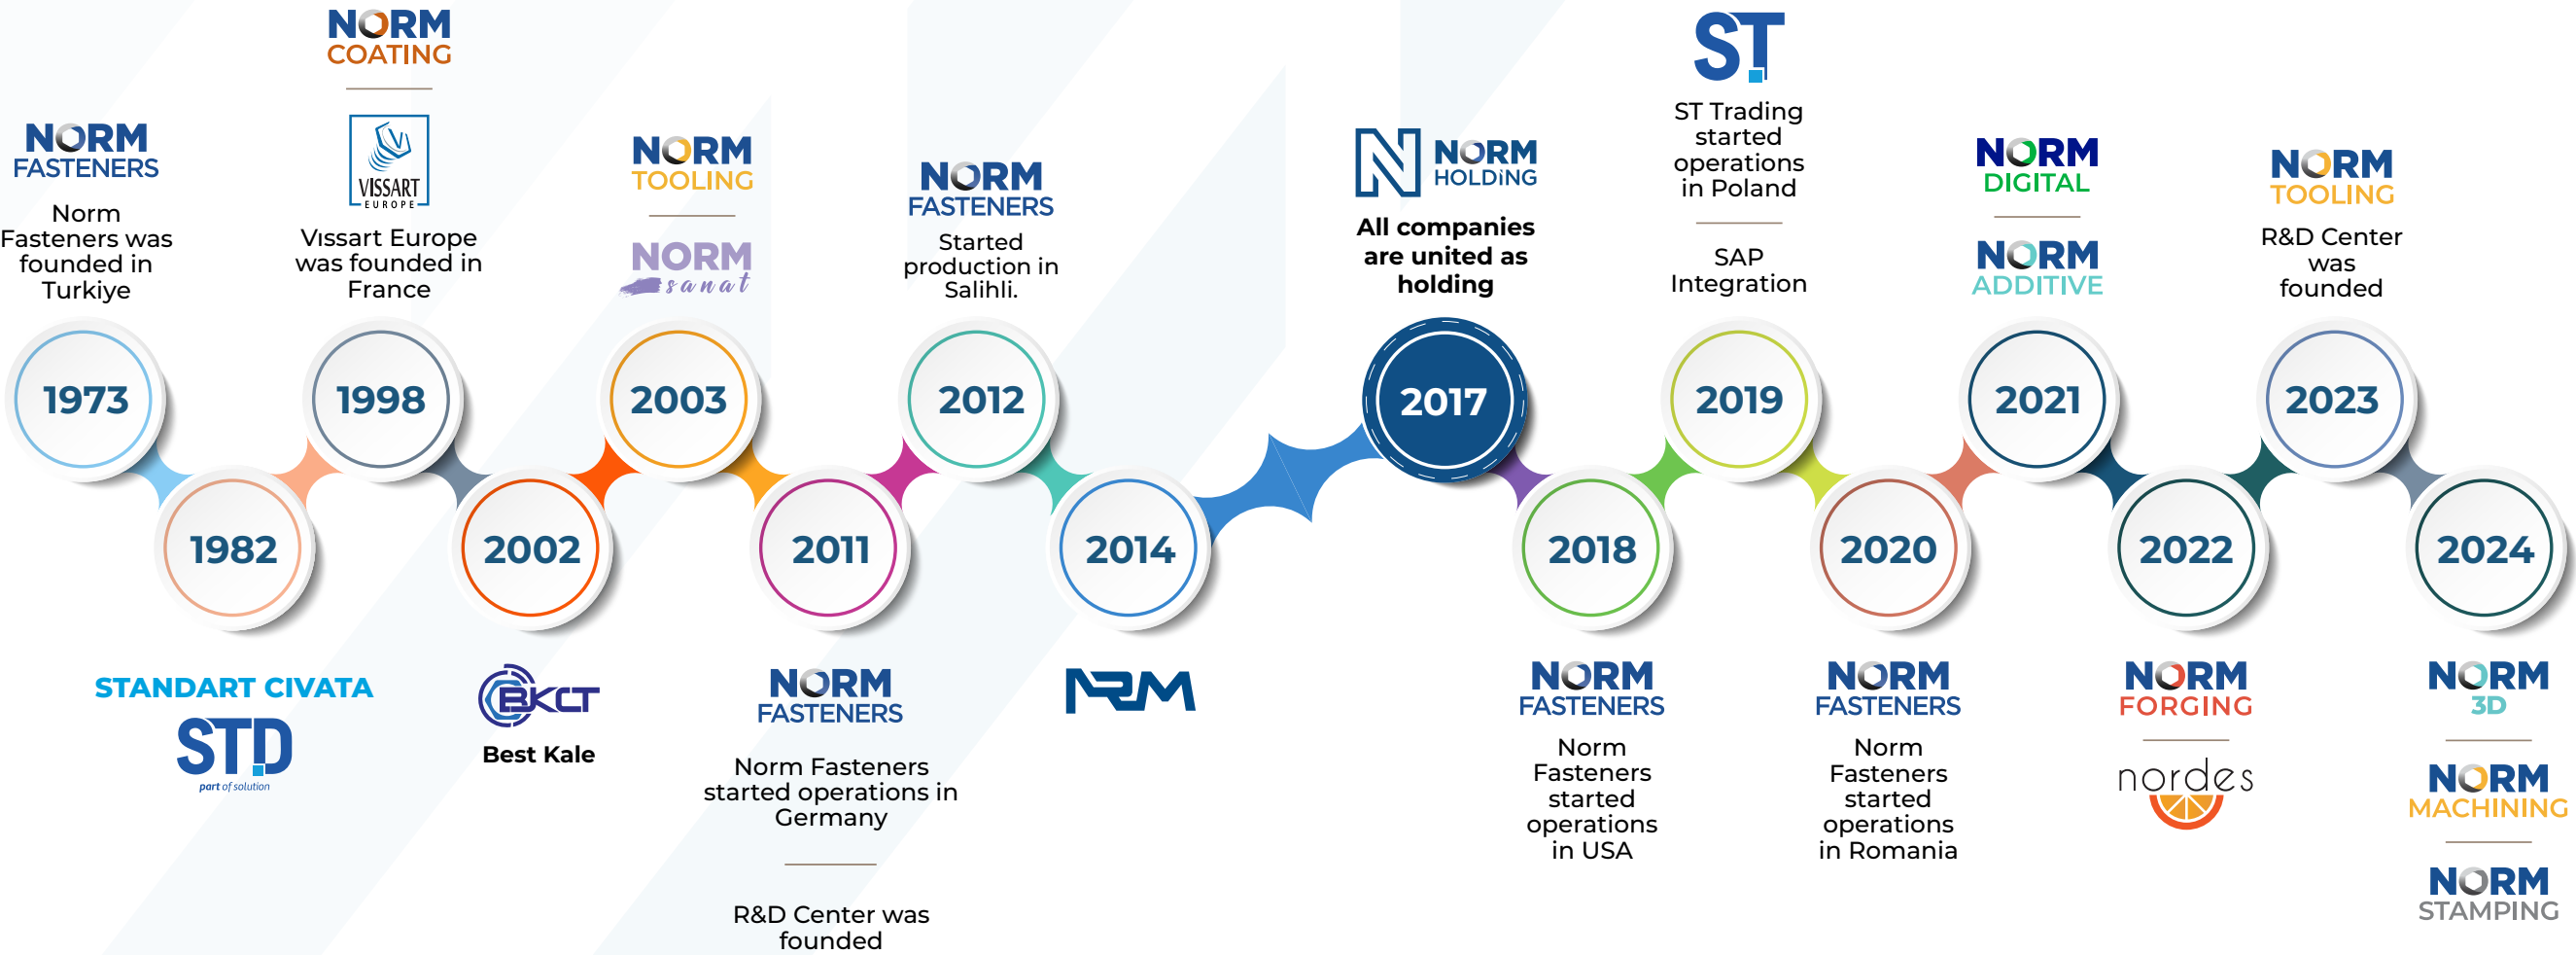 NORM
FASTENERS
Norm
Fasteners was
founded in
Turkiye
1973
1982
STANDART CIVATA
STD
part of solution
NORM
COATING
VISSART
EUROPE
Vıssart Europe
was founded in
France
1998
2002
BKCT
Best Kale
NORM
TOOLING
NORM
sanat
2003
2011
NORM
FASTENERS
Norm Fasteners
started operations in
Germany
R&D Center was
founded
NORM
FASTENERS
Started
production in
Salihli.
2012
2014
NRM
N NORM
HOLDiNG
All companies
are united as
holding
2017
2018
NORM
FASTENERS
Norm
Fasteners
started
operations
in USA
ST
ST Trading
started
operations
in Poland
SAP
Integration
2019
2020
NORM
FASTENERS
Norm
Fasteners
started
operations
in Romania
NORM
DIGITAL
NORM
ADDITIVE
2021
2022
NORM
FORGING
nordes
NORM
TOOLING
R&D Center
was
founded
2023
2024
NORM
3D
NORM
MACHINING
NORM
STAMPING